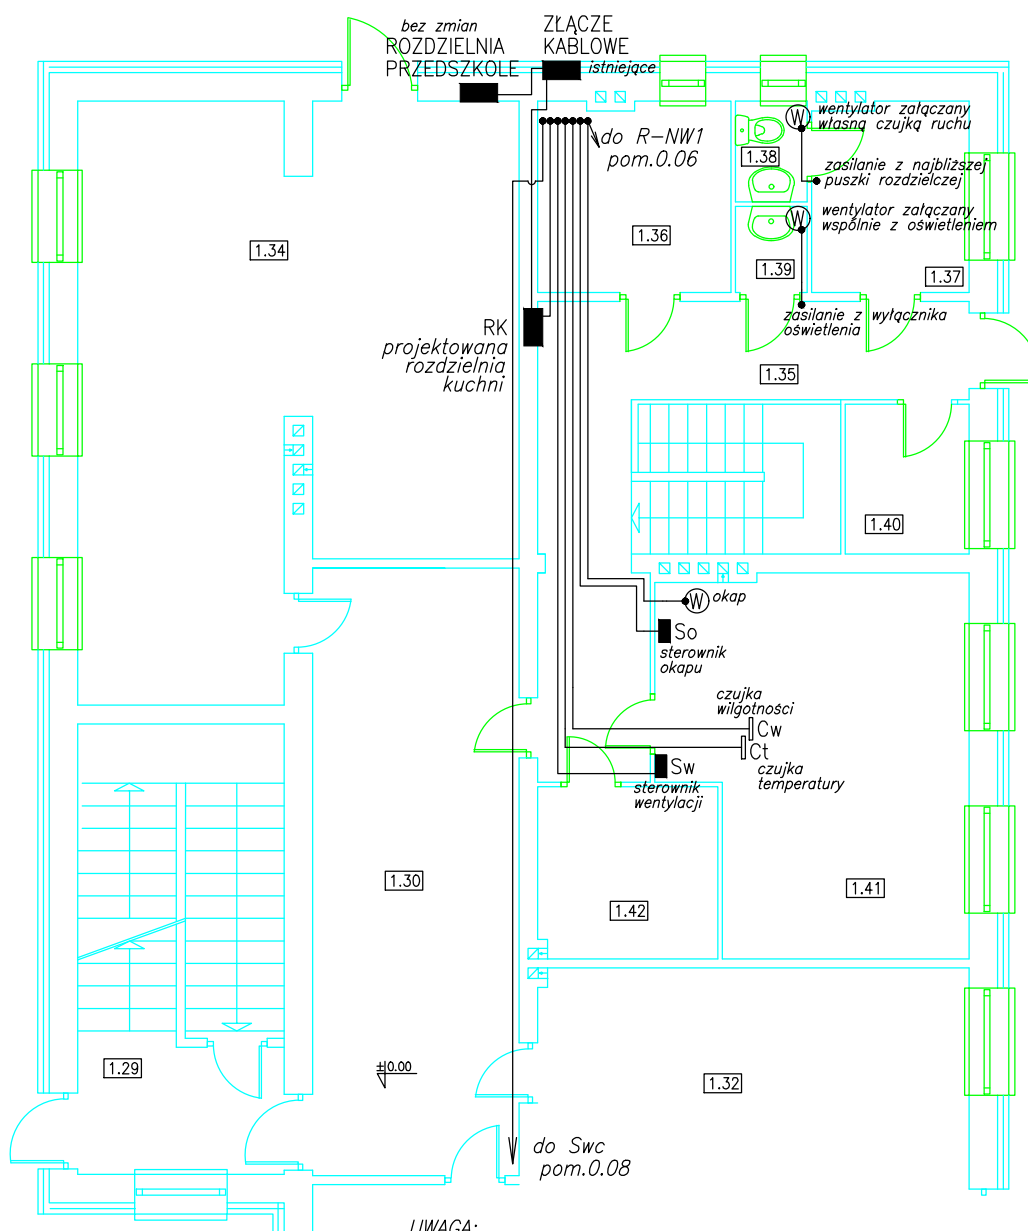 bez zmian
ROZDZIELNIA
PRZEDSZKOLE
ZŁĄCZE
KABLOWE
istniejące
do R-NW1
pom.0.06
W
wentylator załączany
własną czujką ruchu
1.38
zasilanie z najbliższej
puszki rozdzielczej
W
wentylator załączany
wspólnie z oświetleniem
1.36
1.34
1.39
1.37
zasilanie z wyłącznika
oświetlenia
RK
projektowana
rozdzielnia
kuchni
1.35
1.40
W
okap
So
sterownik
okapu
czujka
wilgotności
Cw
Ct
czujka
temperatury
Sw
sterownik
wentylacji
1.30
1.41
1.42
1.29
±0.00
1.32
do Swc
pom.0.08
UWAGA: